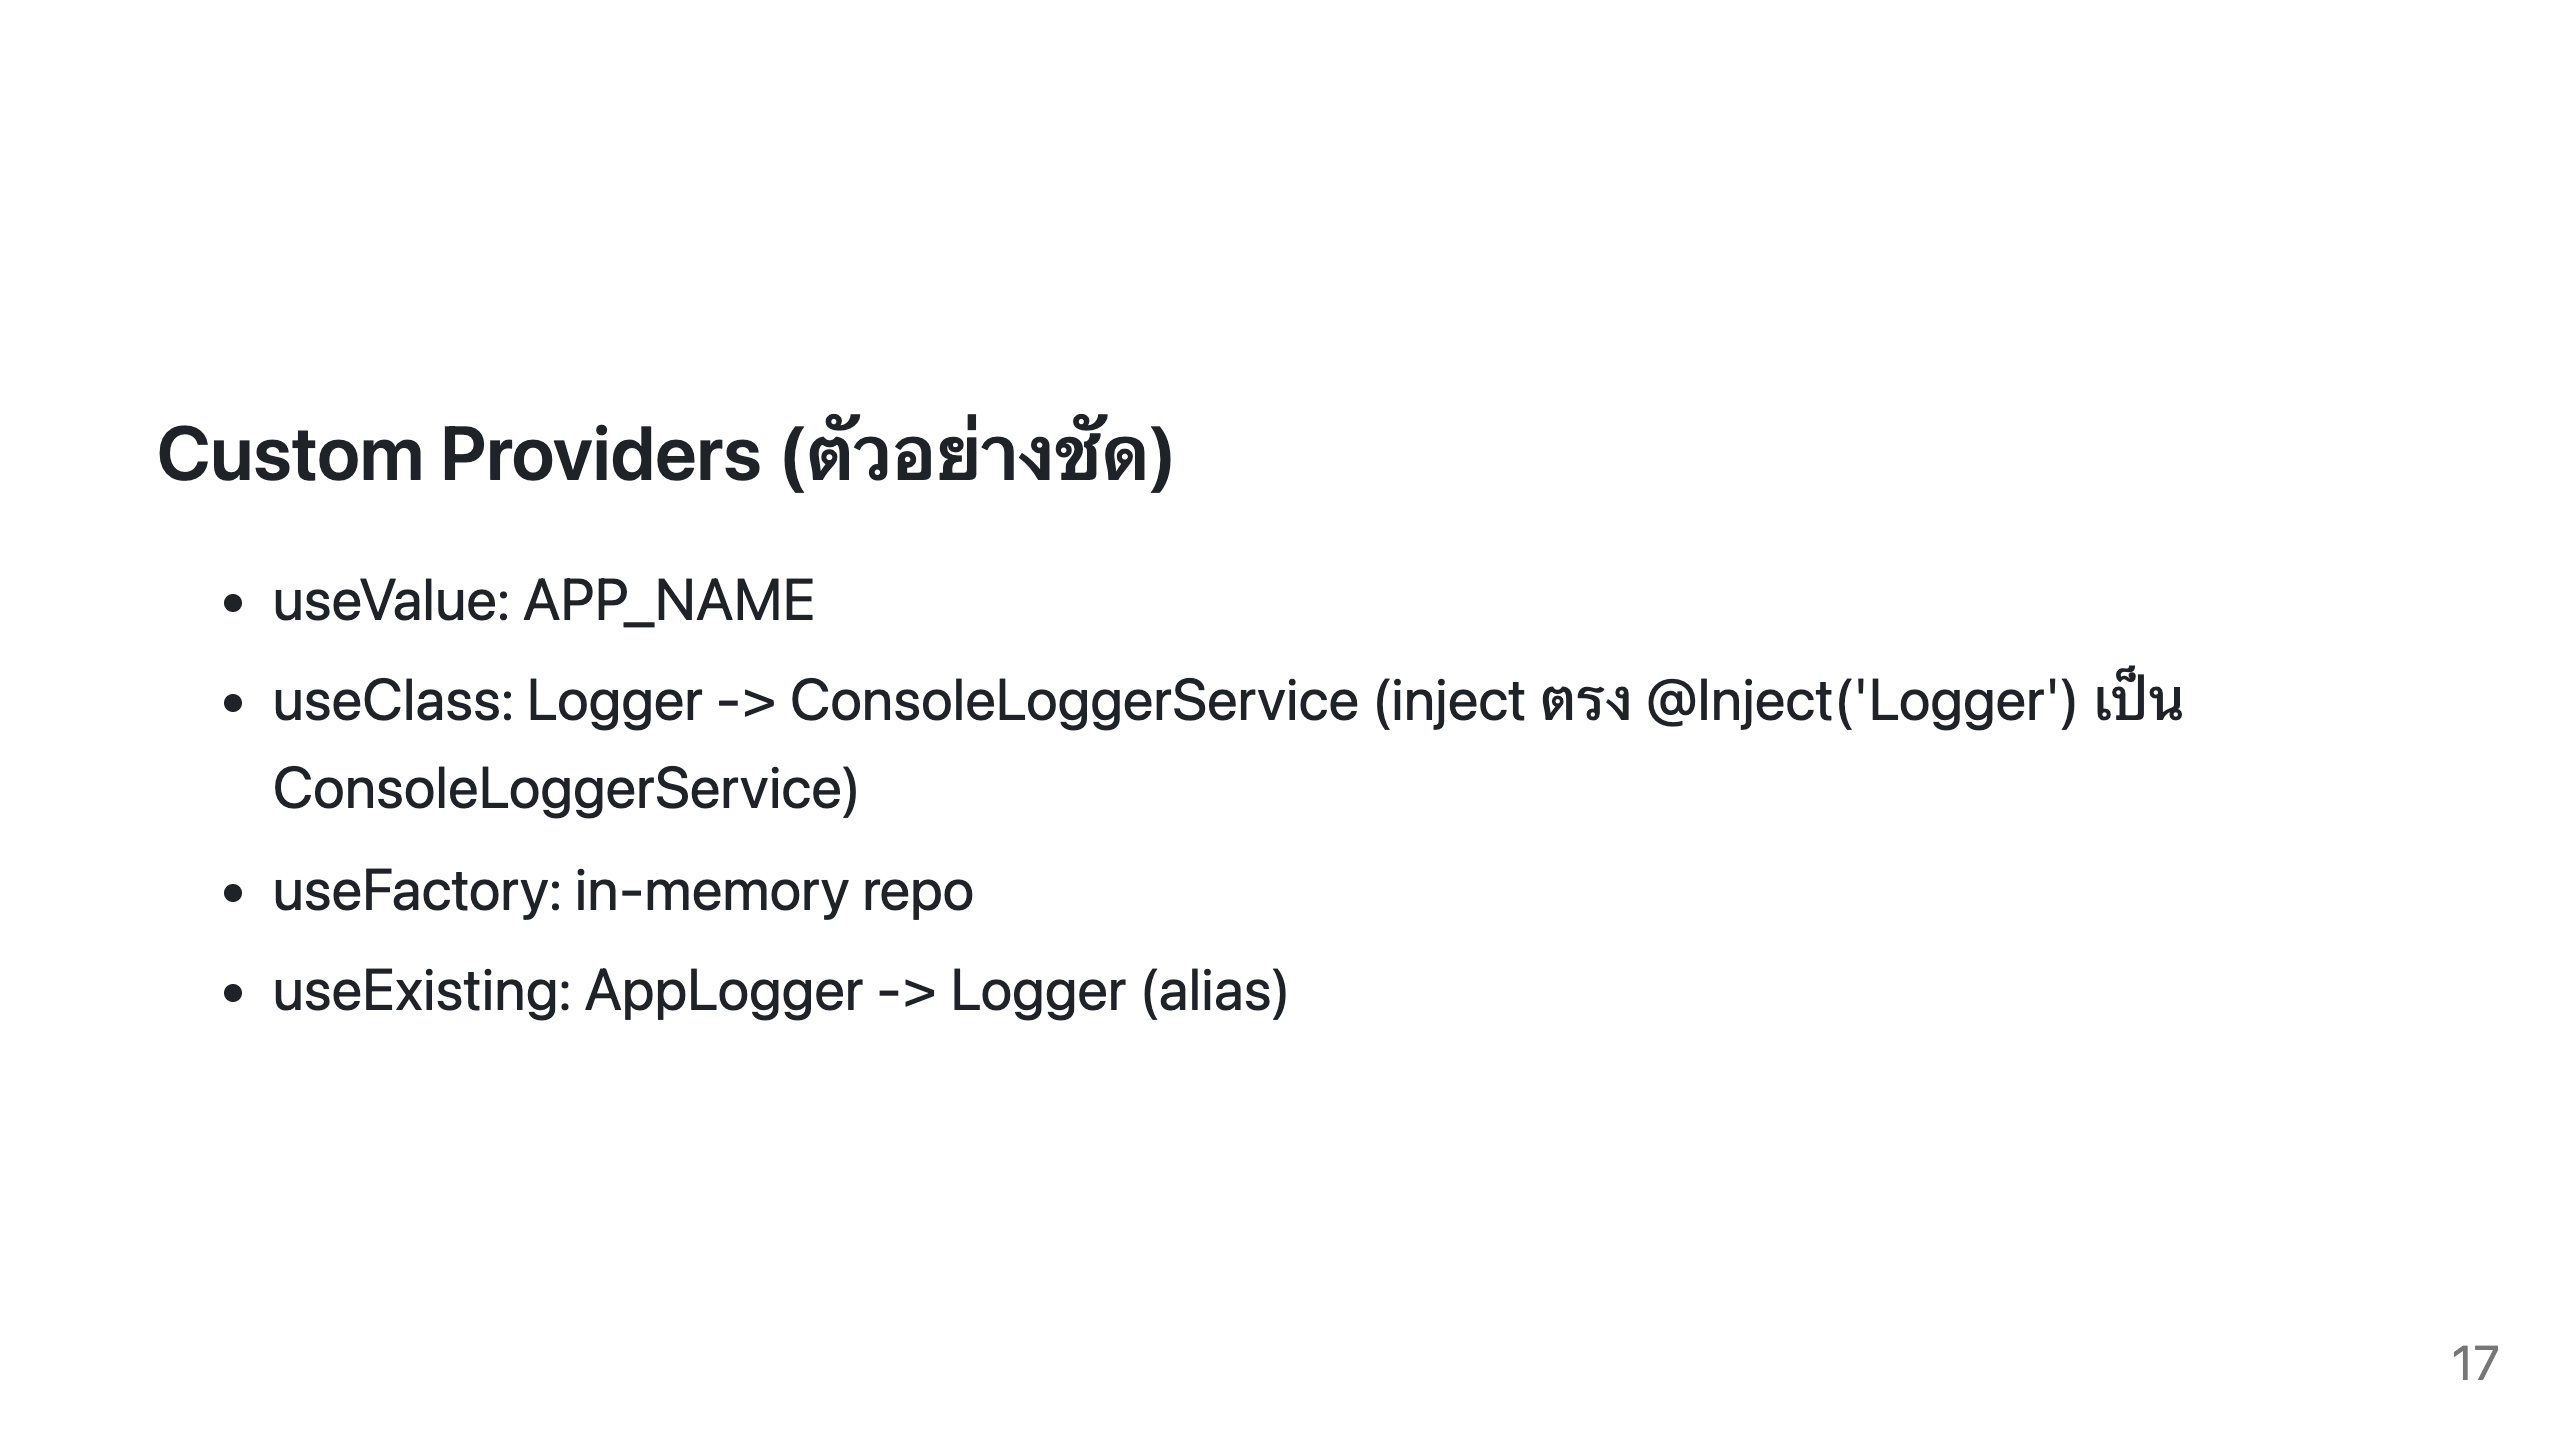 Custom Providers (ตัวอย่างชัด)
• useValue: APP_NAME
• useClass: Logger -> ConsoleLoggerService (inject ตรง @Inject('Logger') เป็น
ConsoleLoggerService)
• useFactory: in-memory repo
• useExisting: AppLogger -> Logger (alias)
17